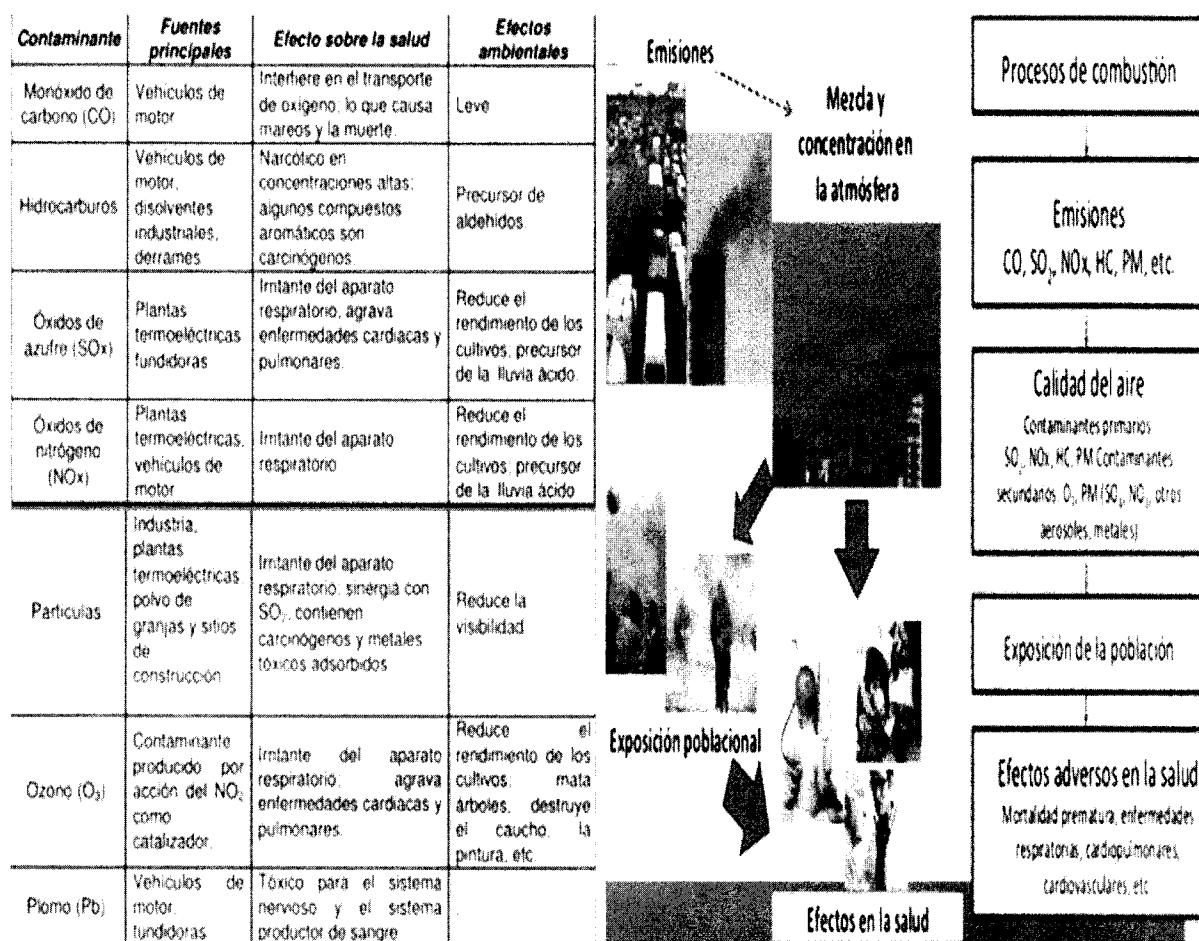 Contaminante
Fuentes
principales
Efecto sobre la salud
Efectos
ambientales
Monóxido de
carbono (CO)
Vehículos de
motor
Interfiere en el transporte
de oxígeno; lo que causa
mareos y la muerte.
Leve
Hidrocarburos
Vehículos de
motor,
disolventes
industriales,
derrames
Narcótico en
concentraciones altas;
algunos compuestos
aromáticos son
carcinógenos
Precursor de
aldehidos
Óxidos de
azufre (SOx)
Plantas
termoeléctricas
fundidoras
Irritante del aparato
respiratorio, agrava
enfermedades cardiacas y
pulmonares.
Reduce el
rendimiento de los
cultivos; precursor
de la lluvia ácido.
Óxidos de
nitrógeno
(NOx)
Plantas
termoeléctricas,
vehículos de
motor
Irritante del aparato
respiratorio
Reduce el
rendimiento de los
cultivos; precursor
de la lluvia ácido
Partículas
Industria,
plantas
termoeléctricas
polvo de
granjas y sitios
de
construcción
Irritante del aparato
respiratorio; sinergia con
SO₂, contienen
carcinógenos y metales
tóxicos adsorbidos
Reduce la
visibilidad
Ozono (O₃)
Contaminante
producido por
acción del NO₂
como
catalizador.
Irritante del aparato
respiratorio; agrava
enfermedades cardiacas y
pulmonares.
Reduce el
rendimiento de los
cultivos; mata
árboles, destruye
el caucho, la
pintura, etc
Plomo (Pb)
Vehículos de
motor,
fundidoras
Tóxico para el sistema
nervioso y el sistema
productor de sangre
Emisiones
Mezcla y
concentración en
la atmósfera
Exposición poblacional
Efectos en la salud
Procesos de combustión
Emisiones
CO, SO₂, NOx, HC, PM, etc.
Calidad del aire
Contaminantes primarios
SO₂, NOx, HC, PM Contaminantes
secundarios O₃, PM (SO₄, NO₃, otros
aerosoles, metales)
Exposición de la población
Efectos adversos en la salud
Mortalidad prematura, enfermedades
respiratorias, cardiopulmonares,
cardiovasculares, etc